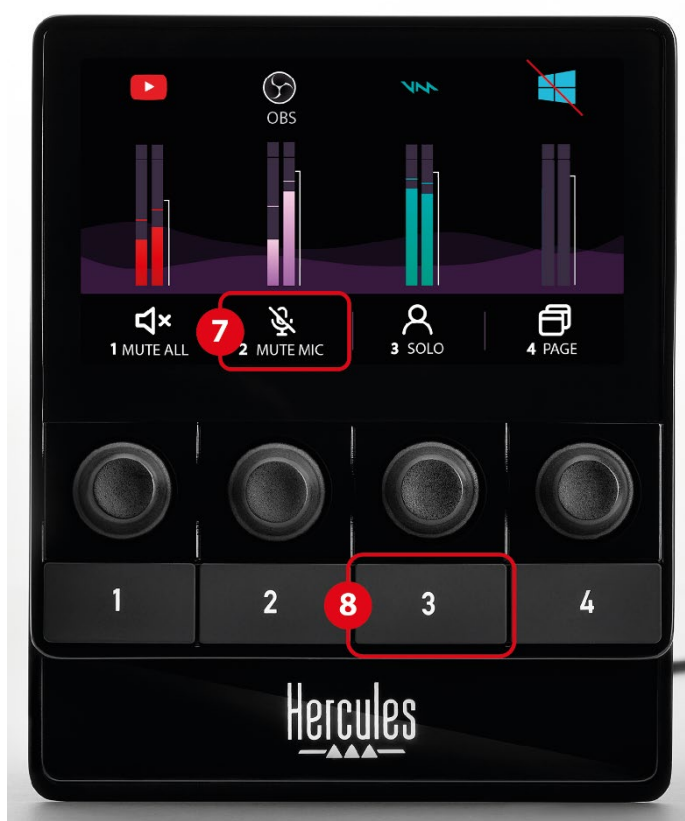 OBS
1 MUTE ALL
7
2 MUTE MIC
3 SOLO
4 PAGE
1
2
8
3
4
Hercules